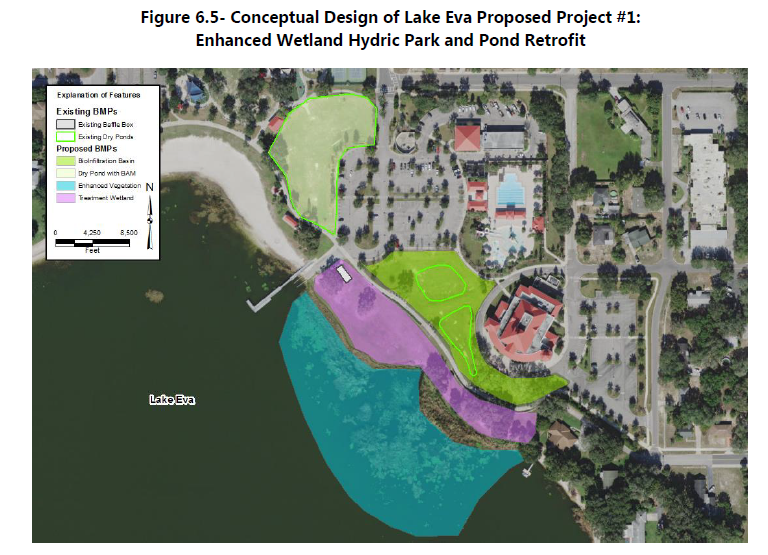 Figure 6.5- Conceptual Design of Lake Eva Proposed Project #1:
Enhanced Wetland Hydric Park and Pond Retrofit
Explanation of Features
Existing BMPs
Existing Baffle Box
Existing Dry Ponds
Proposed BMPs
BioInfiltration Basin
Dry Pond with BAM
Enhanced Vegetation
Treatment Wetland
N
0 4,250 8,500
Feet
Lake Eva